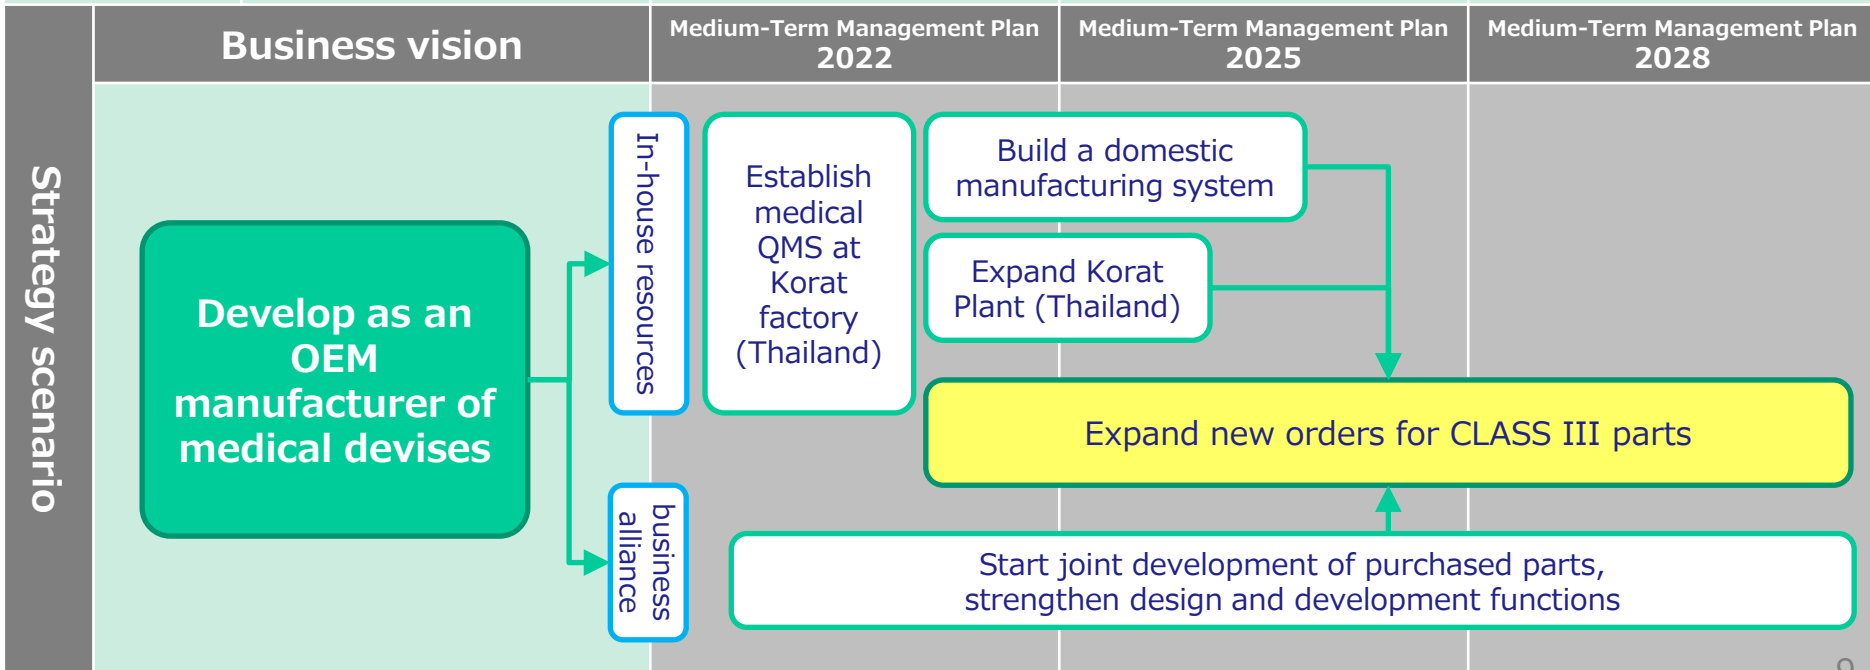 Business vision
Medium-Term Management Plan
2022
Medium-Term Management Plan
2025
Medium-Term Management Plan
2028
Strategy scenario
Develop as an
OEM
manufacturer of
medical devises
In-house resources
business
alliance
Establish
medical
QMS at
Korat
factory
(Thailand)
Build a domestic
manufacturing system
Expand Korat
Plant (Thailand)
Expand new orders for CLASS III parts
Start joint development of purchased parts,
strengthen design and development functions